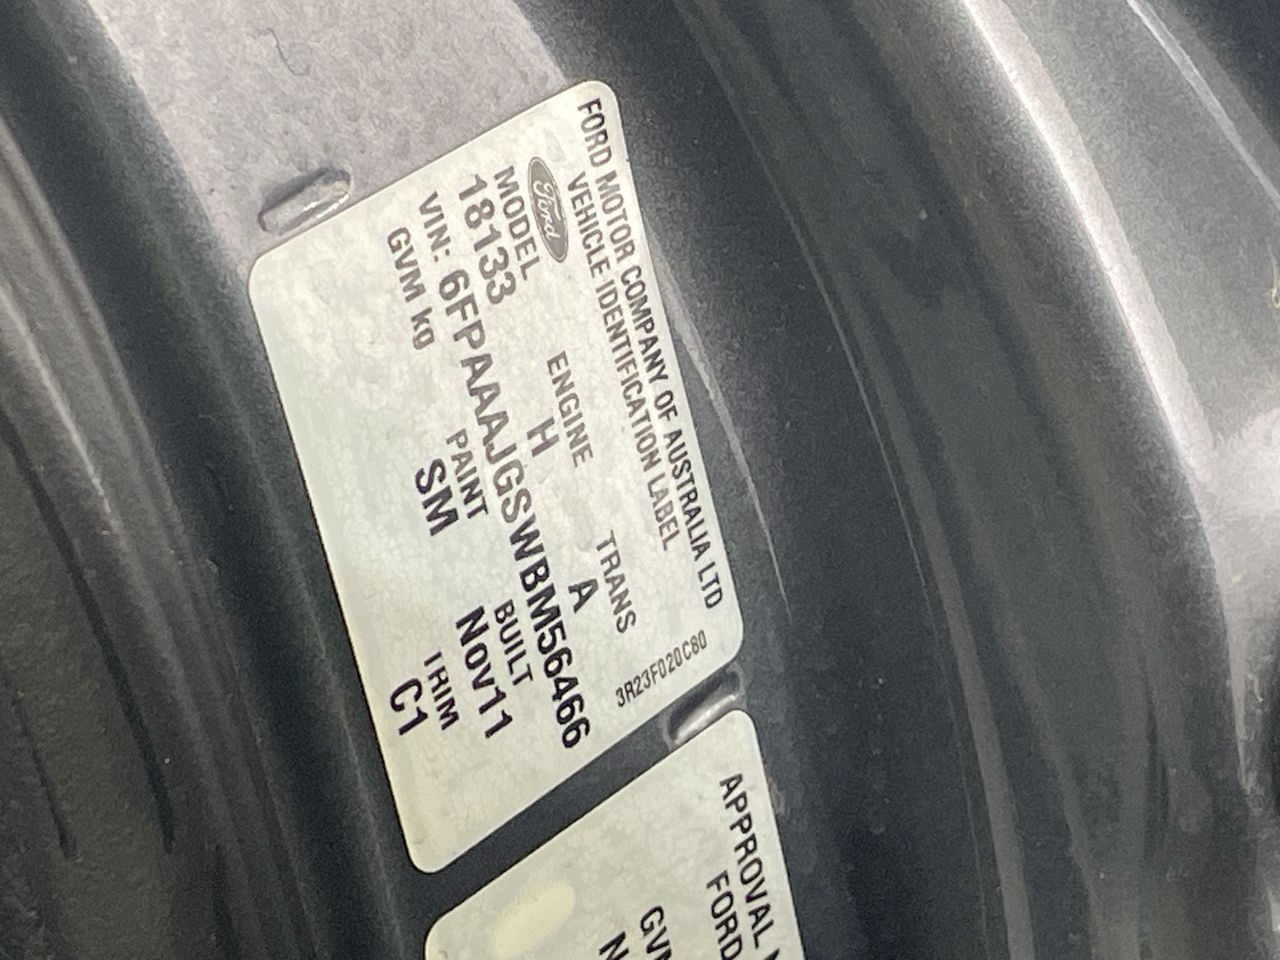 FORD MOTOR COMPANY OF AUSTRALIA LTD
VEHICLE IDENTIFICATION LABEL
3R23F020C80
Ford
MODEL ENGINE TRANS
18133 H A
VIN: 6FPAAAJGSWBM56466
GVM kg PAINT BUILT TRIM
SM Nov11 C1
APPROVAL
FORD